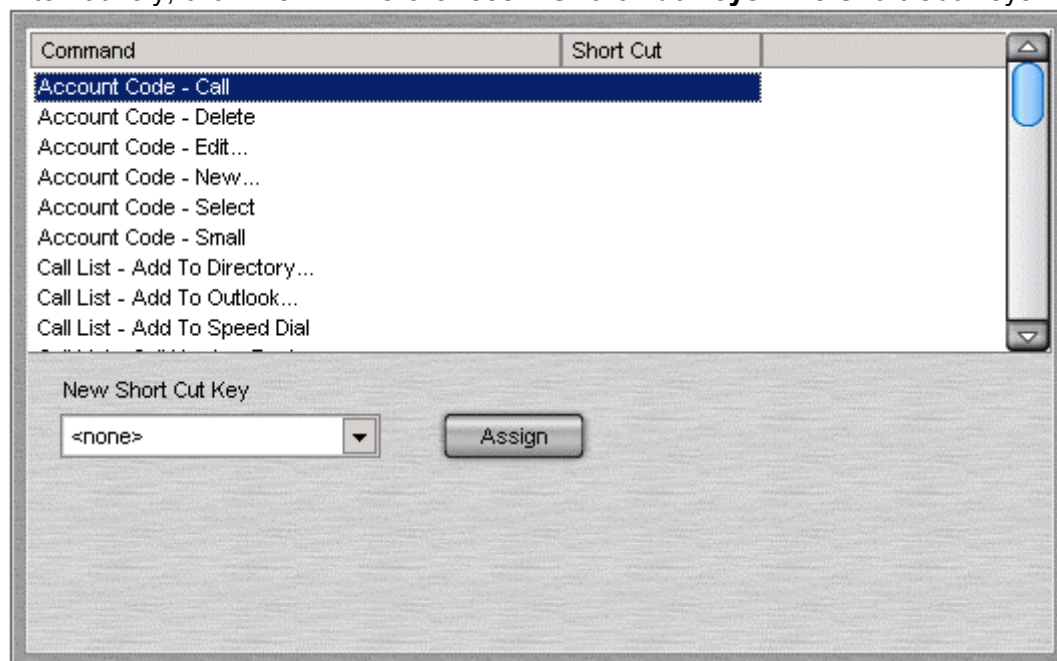 Command Short Cut
Account Code - Call
Account Code - Delete
Account Code - Edit...
Account Code - New...
Account Code - Select
Account Code - Small
Call List - Add To Directory...
Call List - Add To Outlook...
Call List - Add To Speed Dial
New Short Cut Key
<none>
Assign